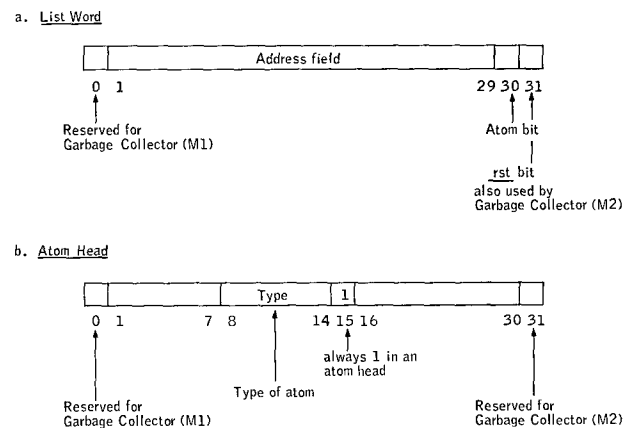 a. List Word
Address field
0 1 29 30 31
Reserved for
Garbage Collector (M1)
Atom bit
rst bit
also used by
Garbage Collector (M2)
b. Atom Head
Type 1
0 1 7 8 14 15 16 30 31
always 1 in an
atom head
Type of atom
Reserved for
Garbage Collector (M1)
Reserved for
Garbage Collector (M2)